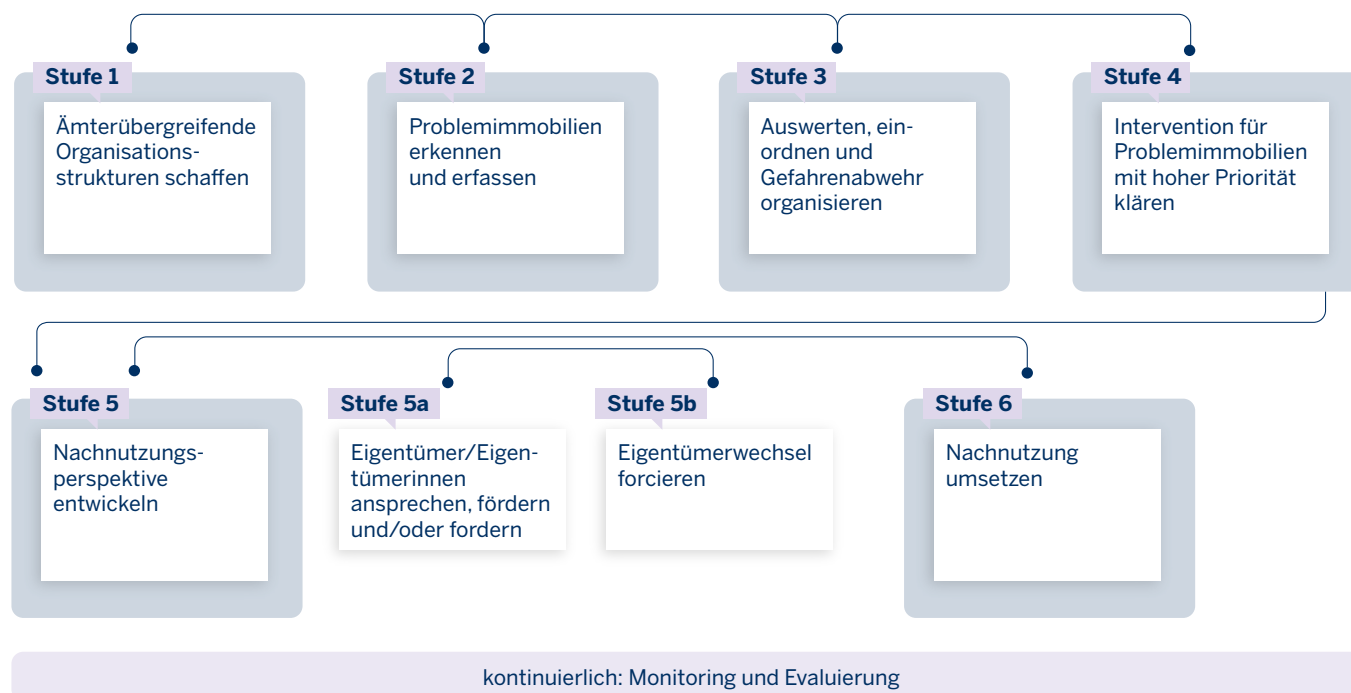 Stufe 1
Ämterübergreifende
Organisations-
strukturen schaffen
Stufe 2
Problemimmobilien
erkennen
und erfassen
Stufe 3
Auswerten, ein-
ordnen und
Gefahrenabwehr
organisieren
Stufe 4
Intervention für
Problemimmobilien
mit hoher Priorität
klären
Stufe 5
Nachnutzungs-
perspektive
entwickeln
Stufe 5a
Eigentümer/Eigen-
tümerinnen
ansprechen, fördern
und/oder fordern
Stufe 5b
Eigentümerwechsel
forcieren
Stufe 6
Nachnutzung
umsetzen
kontinuierlich: Monitoring und Evaluierung